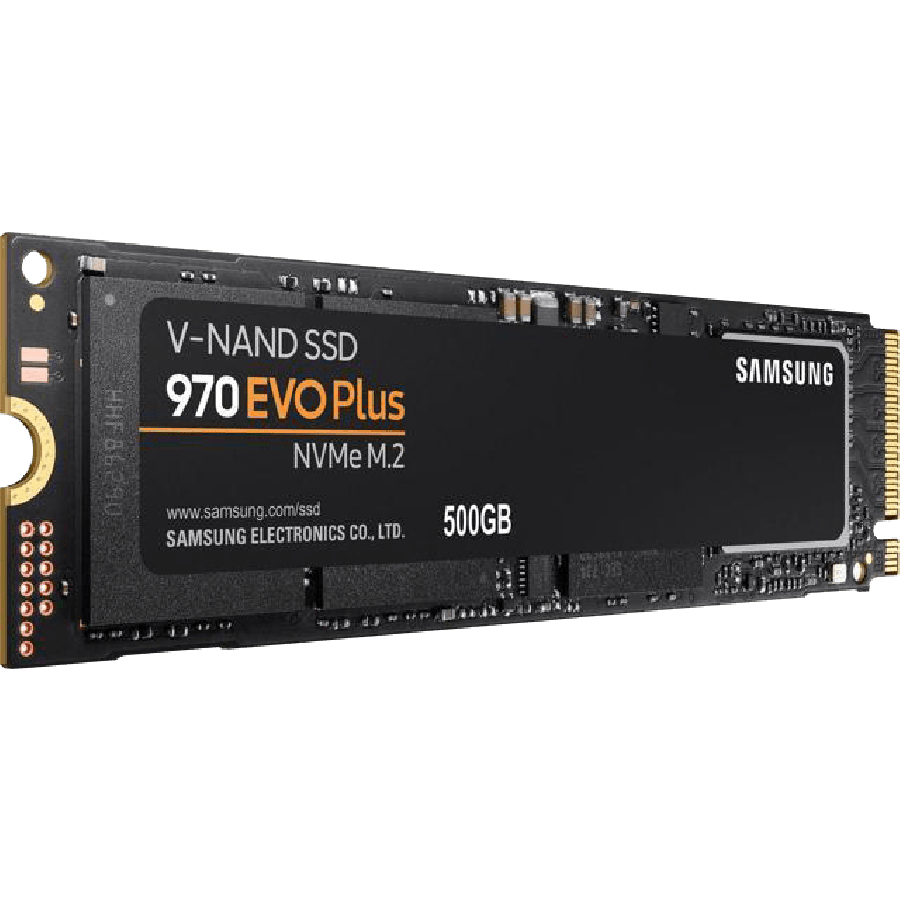 V-NAND SSD
970 EVO Plus
NVMe M.2
www.samsung.com/ssd
SAMSUNG ELECTRONICS CO., LTD.
500GB
SAMSUNG